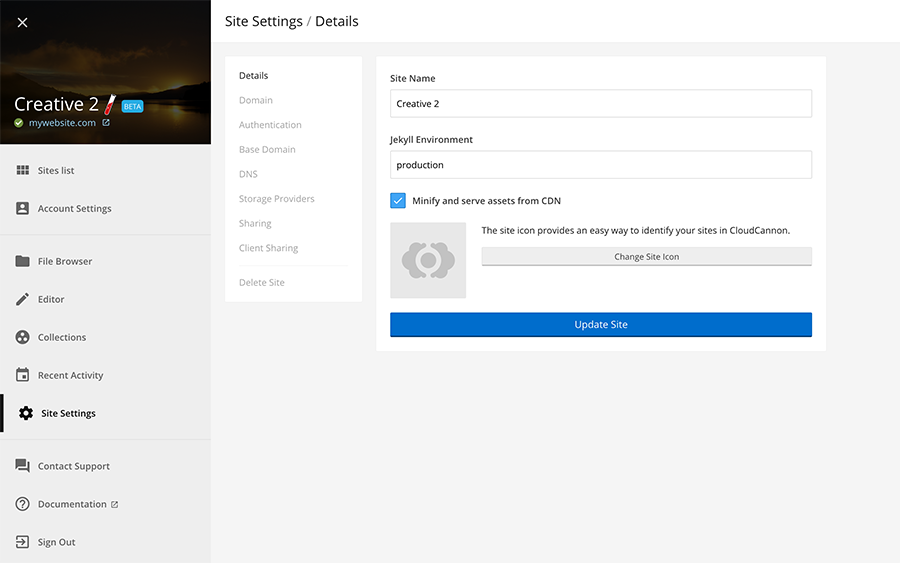 Creative 2 BETA
mywebsite.com
Sites list
Account Settings
File Browser
Editor
Collections
Recent Activity
Site Settings
Contact Support
Documentation
Sign Out
Site Settings / Details
Details
Domain
Authentication
Base Domain
DNS
Storage Providers
Sharing
Client Sharing
Delete Site
Site Name
Creative 2
Jekyll Environment
production
Minify and serve assets from CDN
The site icon provides an easy way to identify your sites in CloudCannon.
Change Site Icon
Update Site